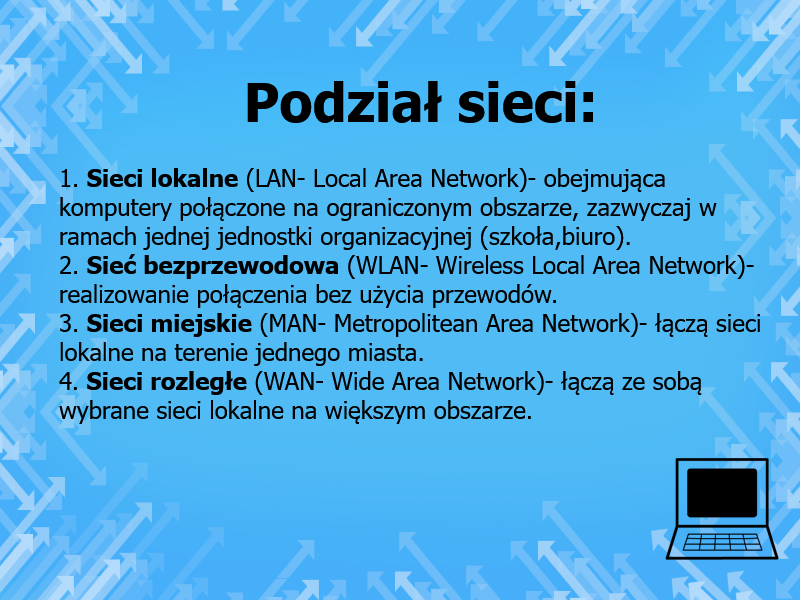 Podział sieci:
1. Sieci lokalne (LAN- Local Area Network)- obejmująca
komputery połączone na ograniczonym obszarze, zazwyczaj w
ramach jednej jednostki organizacyjnej (szkoła,biuro).
2. Sieć bezprzewodowa (WLAN- Wireless Local Area Network)-
realizowanie połączenia bez użycia przewodów.
3. Sieci miejskie (MAN- Metropolitean Area Network)- łączą sieci
lokalne na terenie jednego miasta.
4. Sieci rozległe (WAN- Wide Area Network)- łączą ze sobą
wybrane sieci lokalne na większym obszarze.